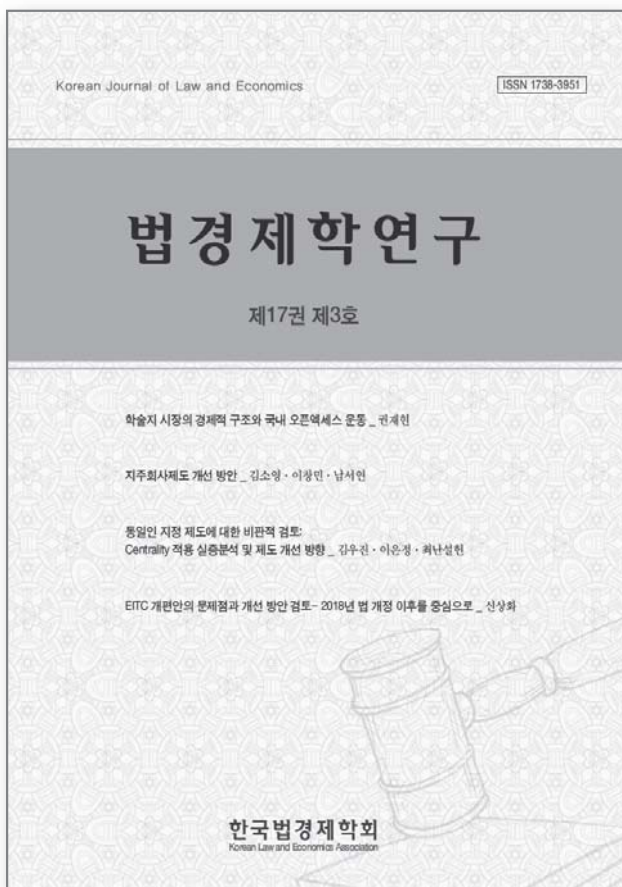 Korean Journal of Law and Economics
ISSN 1738-3951
법경제학연구
제17권 제3호
학술지 시장의 경제적 구조와 국내 오픈엑세스 운동 _ 권재현
지주회사제도 개선 방안 _ 김소영 · 이창민 · 남서연
동일인 지정 제도에 대한 비판적 검토:
Centrality 적용 실증분석 및 제도 개선 방향 _ 김우진 · 이은정 · 최난설헌
EITC 개편안의 문제점과 개선 방안 검토- 2018년 법 개정 이후를 중심으로 _ 신상화
한국법경제학회
Korean Law and Economics Association